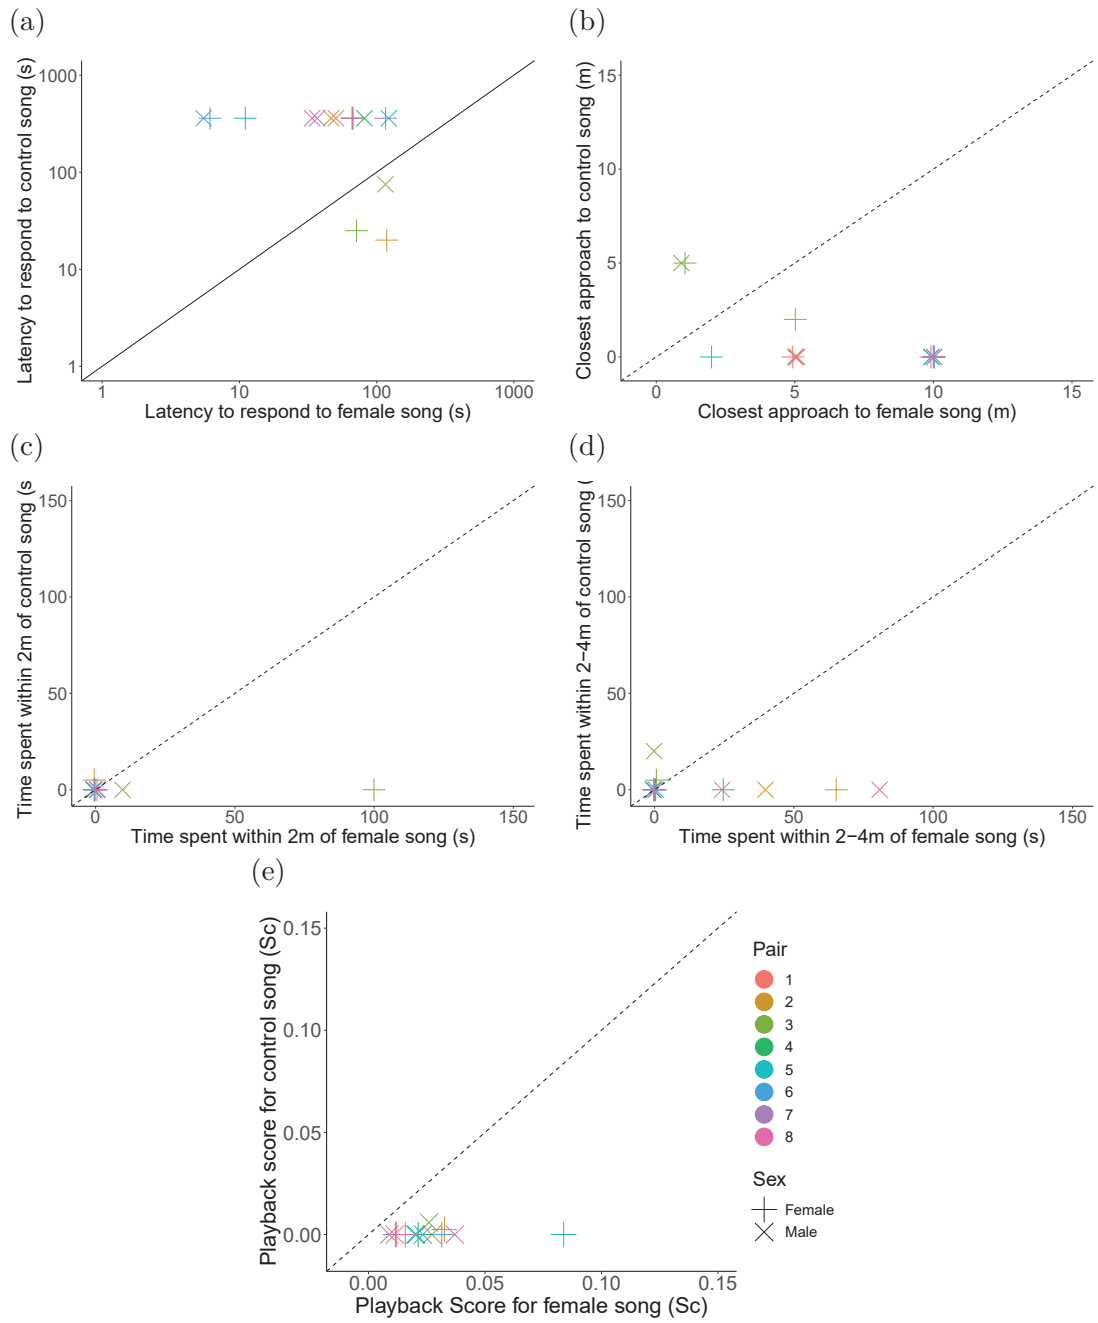 (a)
Latency to respond to control song (s)
1000
100
10
1
1
10
100
1000
Latency to respond to female song (s)
(b)
Closest approach to control song (m)
15
10
5
0
0
5
10
15
Closest approach to female song (m)
(c)
Time spent within 2m of control song (s
150
100
50
0
0
50
100
150
Time spent within 2m of female song (s)
(d)
Time spent within 2−4m of control song (
150
100
50
0
0
50
100
150
Time spent within 2−4m of female song (s)
(e)
Playback score for control song (Sc)
0.15
0.10
0.05
0.00
0.00
0.05
0.10
0.15
Playback Score for female song (Sc)
Pair
1
2
3
4
5
6
7
8
Sex
Female
Male